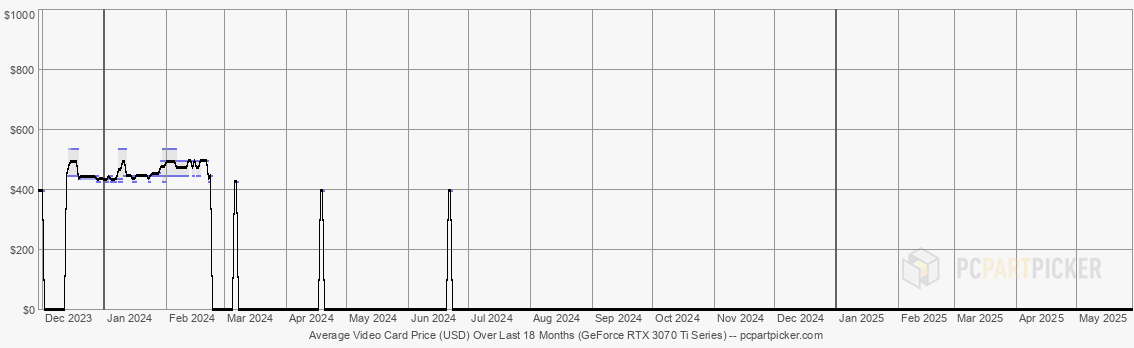 $1000
$800
$600
$400
$200
$0
PCPARTPICKER
Dec 2023 Jan 2024 Feb 2024 Mar 2024 Apr 2024 May 2024 Jun 2024 Jul 2024 Aug 2024 Sep 2024 Oct 2024 Nov 2024 Dec 2024 Jan 2025 Feb 2025 Mar 2025 Apr 2025 May 2025
Average Video Card Price (USD) Over Last 18 Months (GeForce RTX 3070 Ti Series) -- pcpartpicker.com